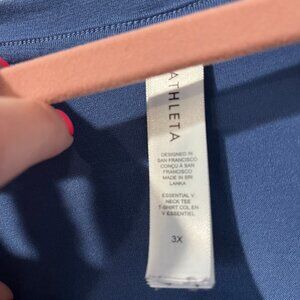 ATHLETA
DESIGNED IN
SAN FRANCISCO
CONÇU À SAN
FRANCISCO
MADE IN SRI
LANKA
ESSENTIAL V
NECK TEE
T-SHIRT COL EN
V ESSENTIEL
3X